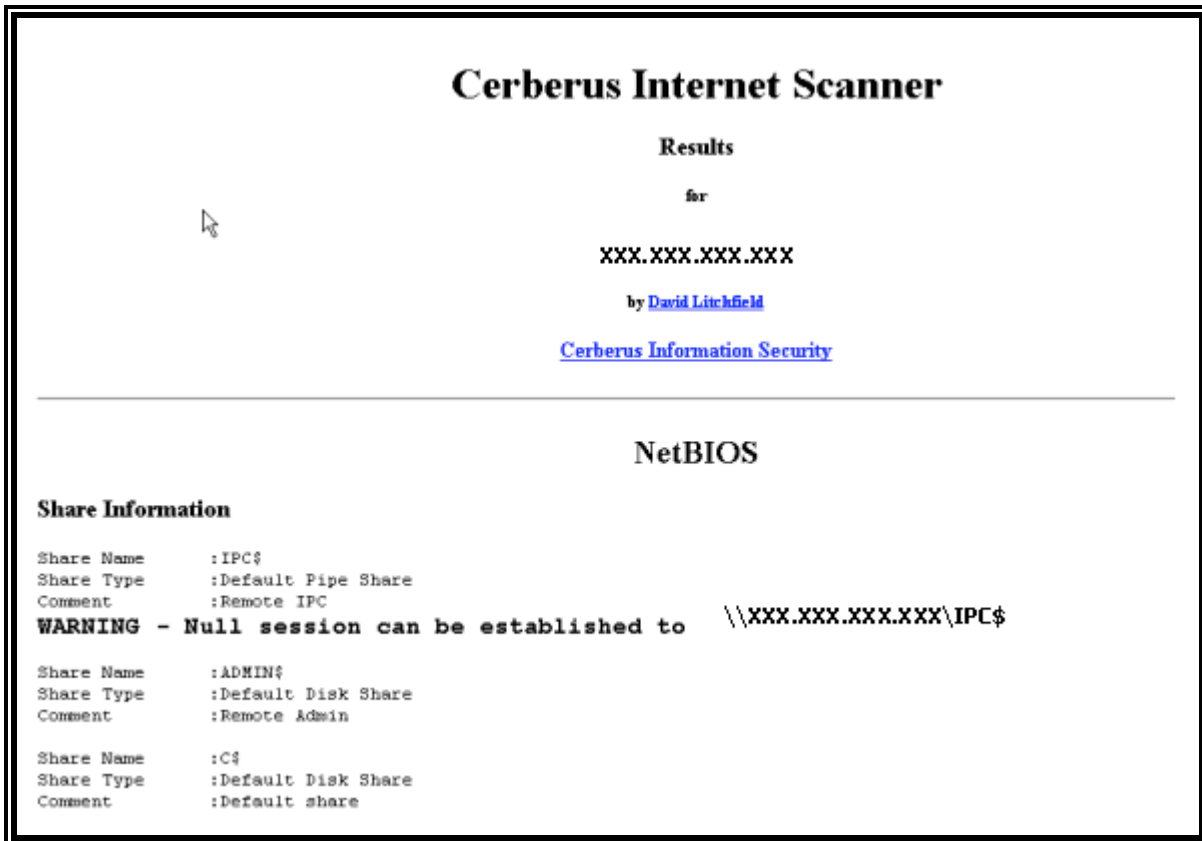 Cerberus Internet Scanner
Results
for
XXX.XXX.XXX.XXX
by David Litchfield
Cerberus Information Security
NetBIOS
Share Information
Share Name :IPC$
Share Type :Default Pipe Share
Comment :Remote IPC
WARNING - Null session can be established to \\XXX.XXX.XXX.XXX\IPC$
Share Name :ADMIN$
Share Type :Default Disk Share
Comment :Remote Admin
Share Name :C$
Share Type :Default Disk Share
Comment :Default share